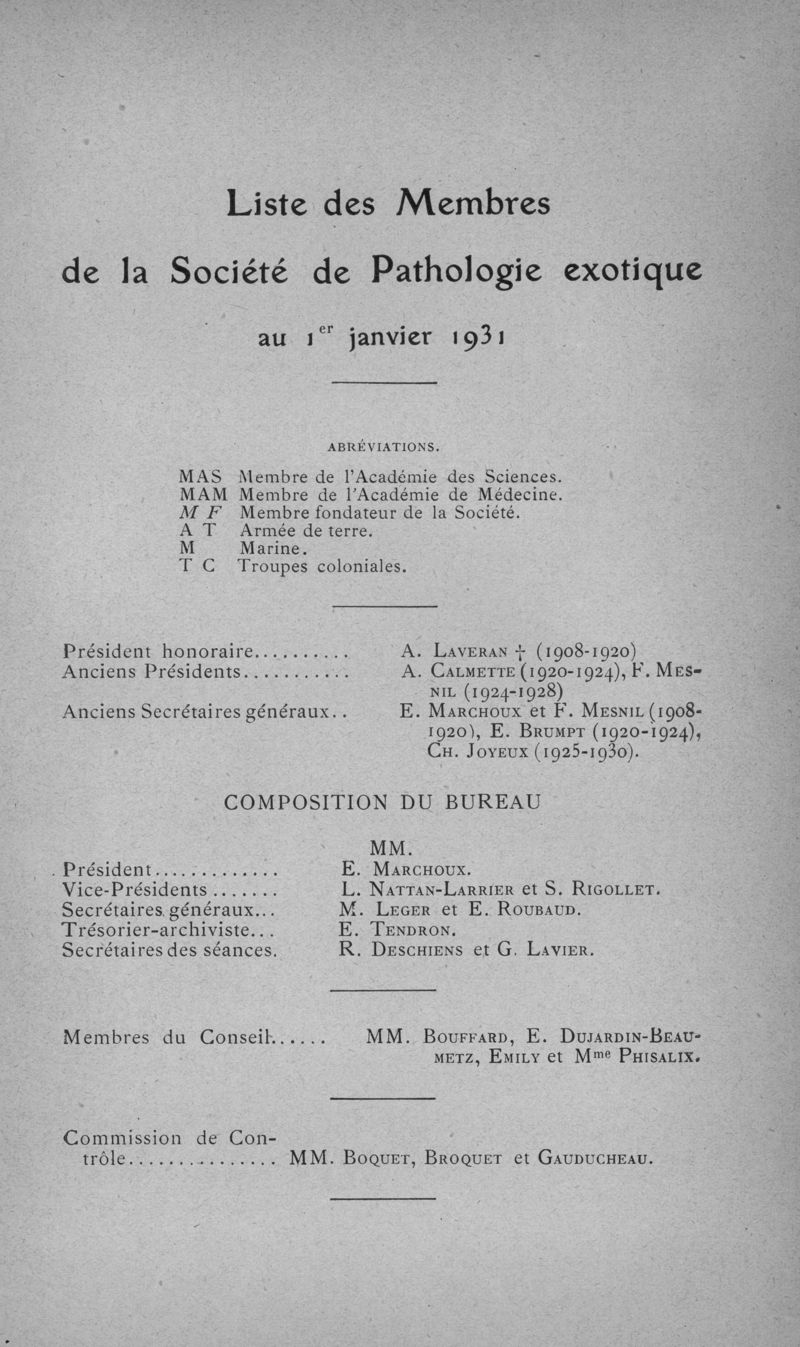 Liste des Membres
de la Société de Pathologie exotique
au 1er janvier 1931
ABRÉVIATIONS.
MAS Membre de l'Académie des Sciences.
MAM Membre de l'Académie de Médecine.
M F Membre fondateur de la Société.
A T Armée de terre.
M Marine.
T C Troupes coloniales.
Président honoraire.......... A. LAVERAN † (1908-1920)
Anciens Présidents........... A. CALMETTE (1920-1924), F. MES-
NIL (1924-1928)
Anciens Secrétaires généraux.. E. MARCHOUX et F. MESNIL (1908-
1920), E. BRUMPT (1920-1924),
CH. JOYEUX (1925-1930).
COMPOSITION DU BUREAU
MM.
Président............. E. MARCHOUX.
Vice-Présidents ....... L. NATTAN-LARRIER et S. RIGOLLET.
Secrétaires généraux... M. LEGER et E. ROUBAUD.
Trésorier-archiviste... E. TENDRON.
Secrétaires des séances. R. DESCHIENS et G. LAVIER.
Membres du Conseil...... MM. BOUFFARD, E. DUJARDIN-BEAU-
METZ, EMILY et Mme PHISALIX.
Commission de Con-
trôle............... MM. BOQUET, BROQUET et GAUDUCHEAU.